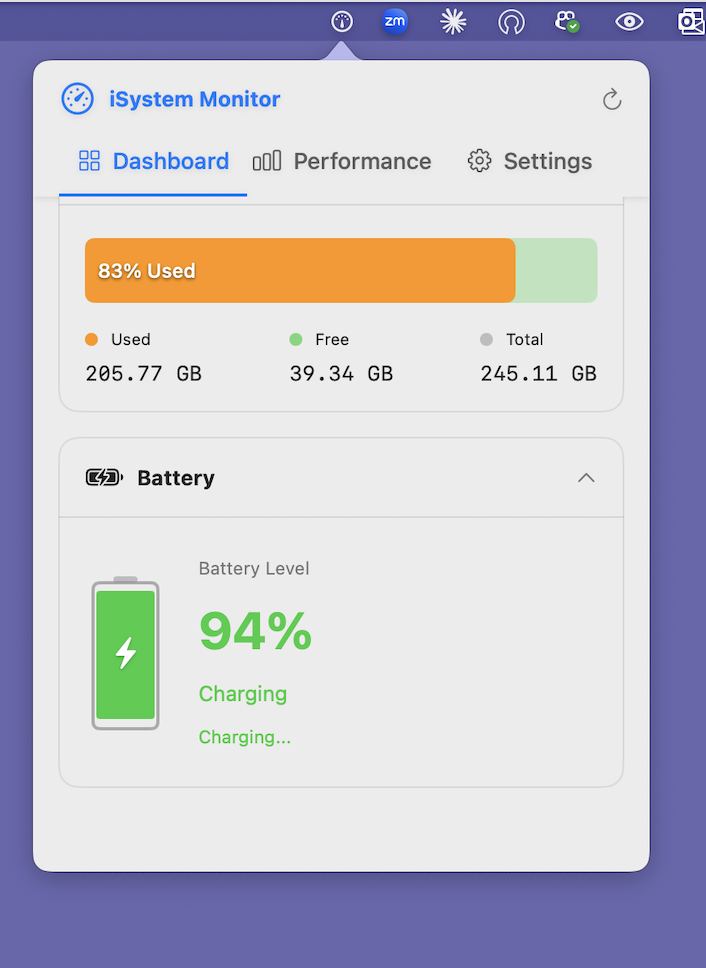 zm
iSystem Monitor
Dashboard Performance Settings
83% Used
Used Free Total
205.77 GB 39.34 GB 245.11 GB
Battery
Battery Level
94%
Charging
Charging...